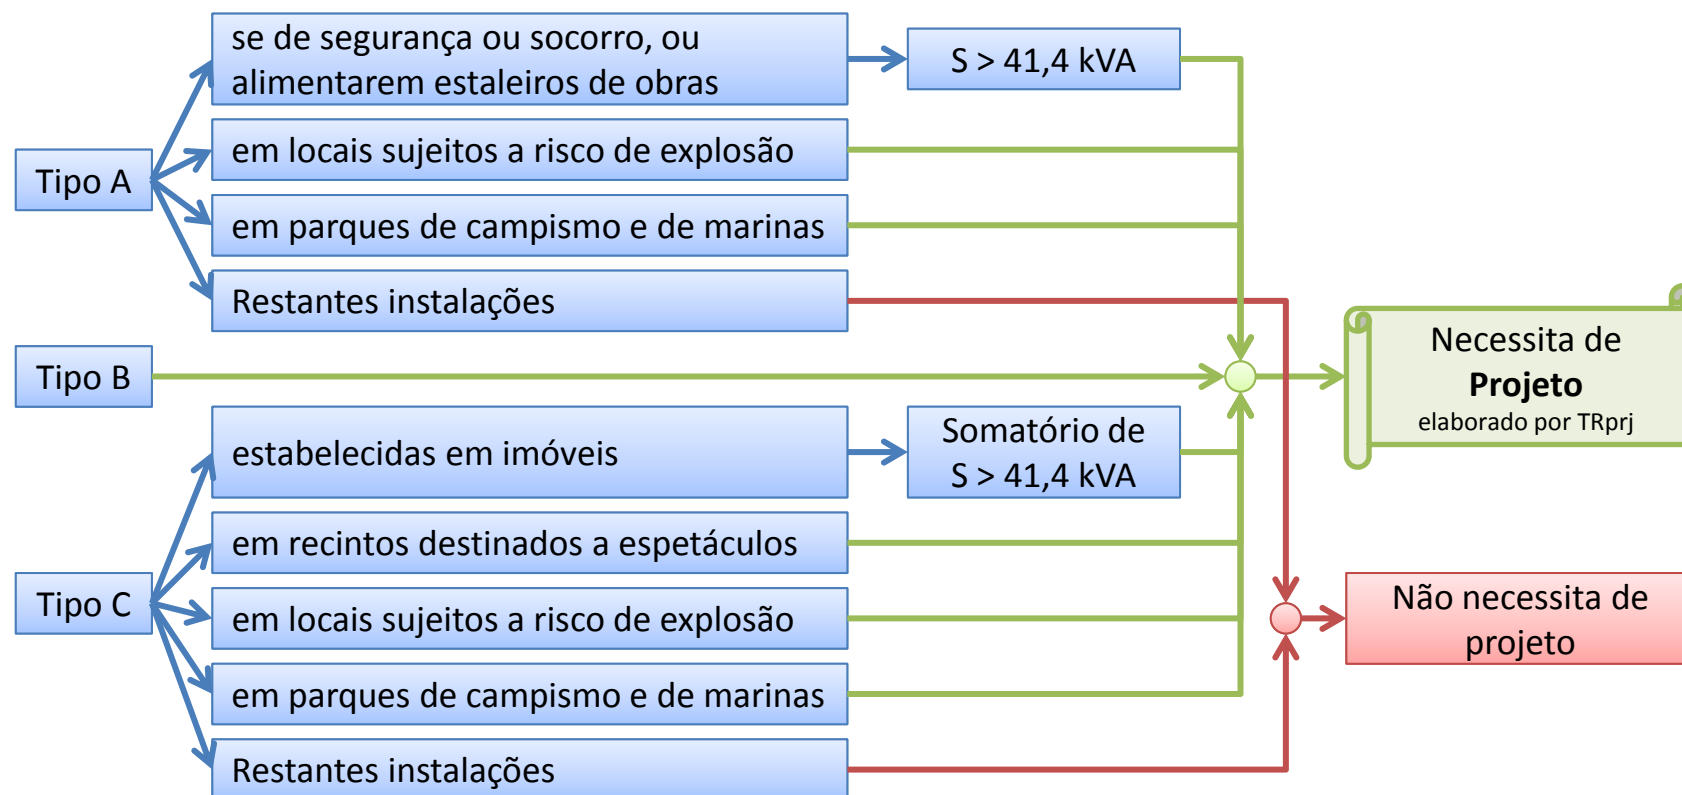 se de segurança ou socorro, ou
alimentarem estaleiros de obras
S > 41,4 kVA
em locais sujeitos a risco de explosão
Tipo A
em parques de campismo e de marinas
Restantes instalações
Necessita de
Projeto
elaborado por TRprj
Tipo B
estabelecidas em imóveis
Somatório de
S > 41,4 kVA
em recintos destinados a espetáculos
Tipo C
em locais sujeitos a risco de explosão
Não necessita de
projeto
em parques de campismo e de marinas
Restantes instalações